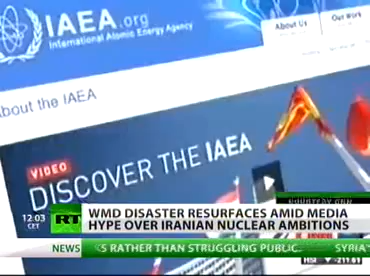 IAEA.org
International Atomic Energy Agency
About Us
Our Work
About the IAEA
VIDEO
DISCOVER THE IAEA
12:03
CET
RT
WMD DISASTER RESURFACES AMID MEDIA
HYPE OVER IRANIAN NUCLEAR AMBITIONS
NEWS
S RATHER THAN STRUGGLING PUBLIC..
SYRIA